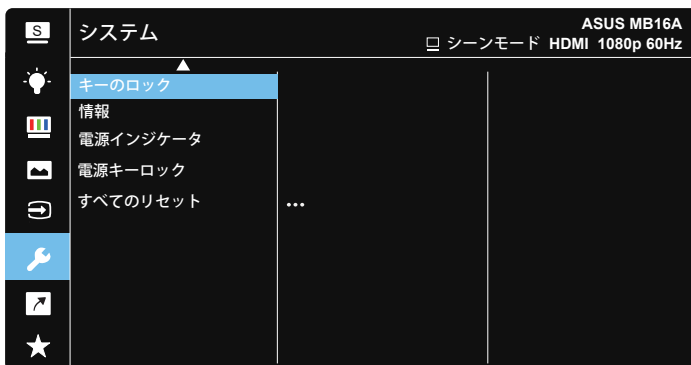 S
システム
ASUS MB16A
シーンモード HDMI 1080p 60Hz
キーのロック
情報
電源インジケータ
電源キーロック
すべてのリセット
...